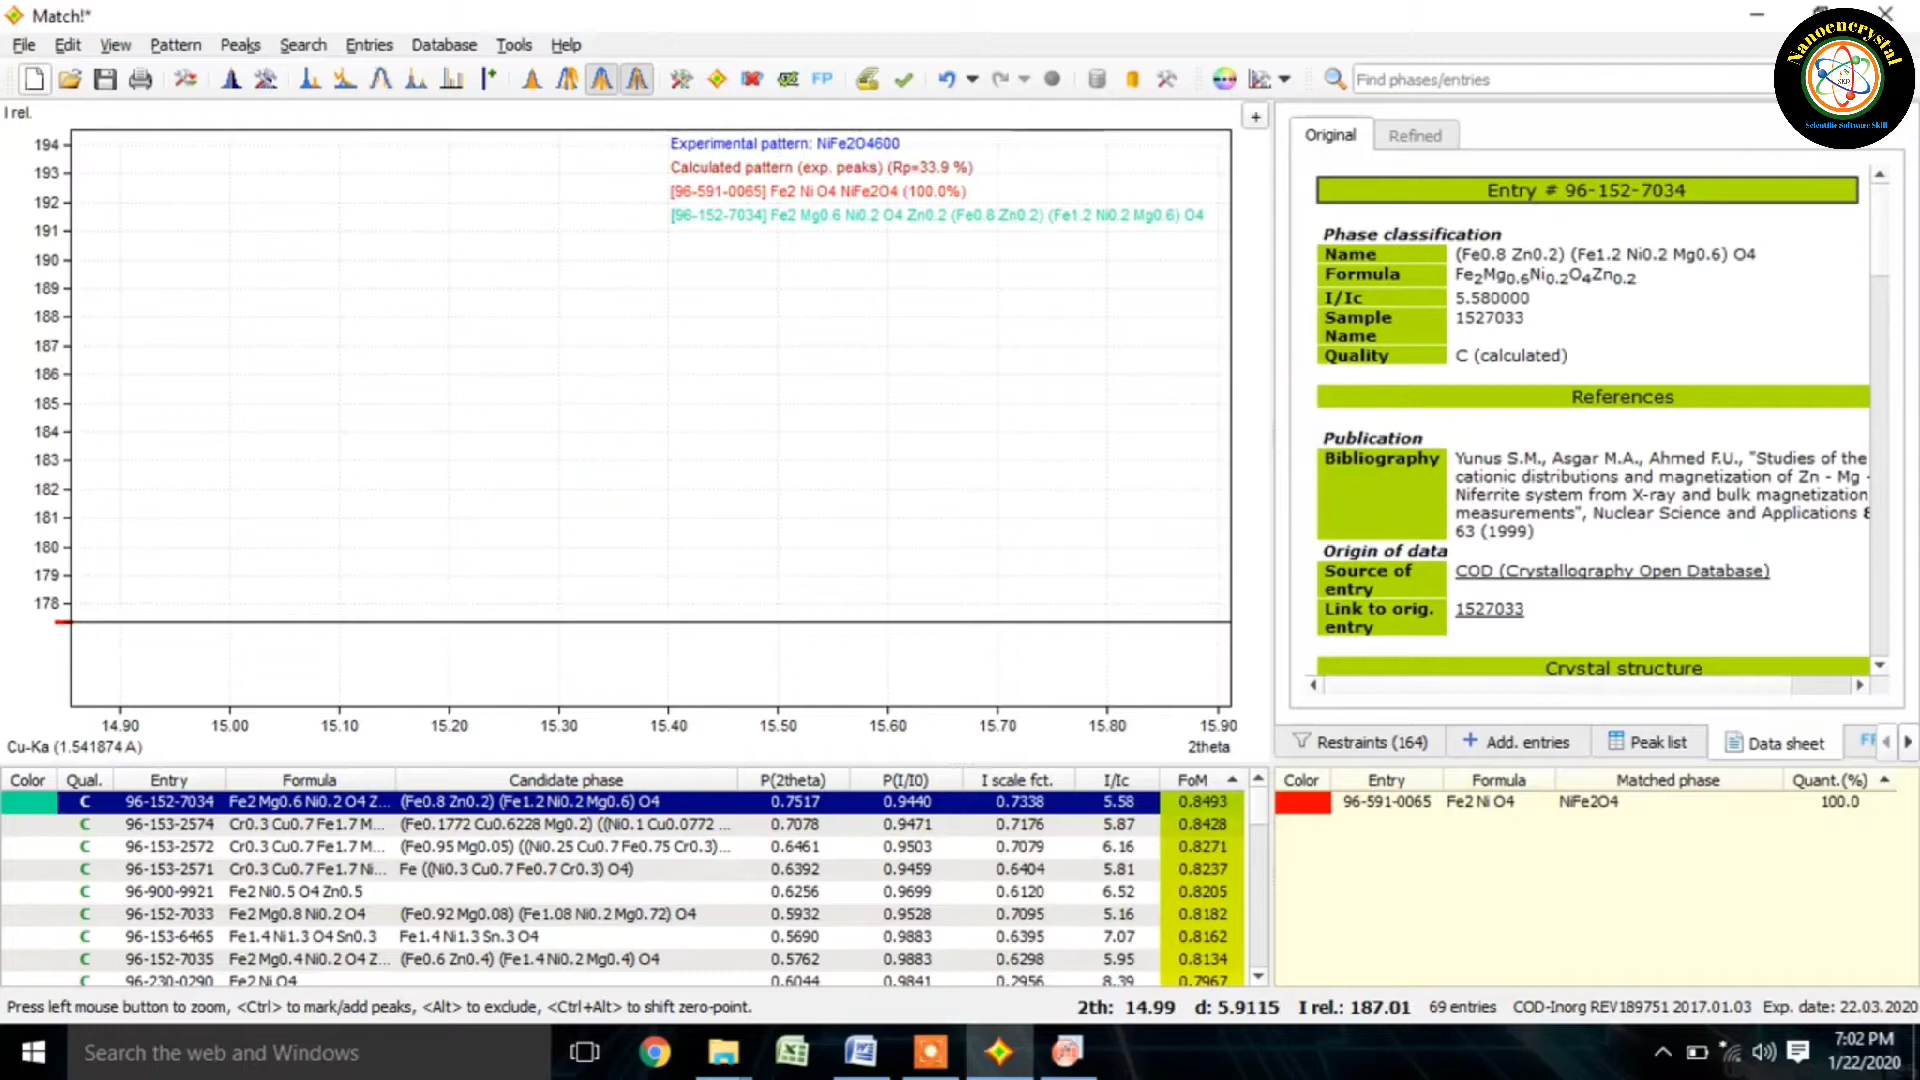 Match!*
File Edit View Pattern Peaks Search Entries Database Tools Help
FP
Find phases/entries
Nanoencrystal
SKP
Scientific Software Skill
I rel.
194
193
192
191
190
189
188
187
186
185
184
183
182
181
180
179
178
Experimental pattern: NiFe2O4600
Calculated pattern (exp. peaks) (Rp=33.9 %)
[96-591-0065] Fe2 Ni O4 NiFe2O4 (100.0%)
[96-152-7034] Fe2 Mg0.6 Ni0.2 O4 Zn0.2 (Fe0.8 Zn0.2) (Fe1.2 Ni0.2 Mg0.6) O4
14.90 15.00 15.10 15.20 15.30 15.40 15.50 15.60 15.70 15.80 15.90
Cu-Ka (1.541874 A) 2theta
Original Refined
Entry # 96-152-7034
Phase classification
Name (Fe0.8 Zn0.2) (Fe1.2 Ni0.2 Mg0.6) O4
Formula Fe2Mg0.6Ni0.2O4Zn0.2
I/Ic 5.580000
Sample Name 1527033
Quality C (calculated)
References
Publication
Bibliography Yunus S.M., Asgar M.A., Ahmed F.U., "Studies of the
cationic distributions and magnetization of Zn - Mg -
Niferrite system from X-ray and bulk magnetization
measurements", Nuclear Science and Applications 8
63 (1999)
Origin of data
Source of entry COD (Crystallography Open Database)
Link to orig. entry 1527033
Crystal structure
Restraints (164) Add. entries Peak list Data sheet
Color Qual. Entry Formula Candidate phase P(2theta) P(I/I0) I scale fct. I/Ic FoM
C 96-152-7034 Fe2 Mg0.6 Ni0.2 O4 Z... (Fe0.8 Zn0.2) (Fe1.2 Ni0.2 Mg0.6) O4 0.7517 0.9440 0.7338 5.58 0.8493
C 96-153-2574 Cr0.3 Cu0.7 Fe1.7 M... (Fe0.1772 Cu0.6228 Mg0.2) ((Ni0.1 Cu0.0772 ... 0.7078 0.9471 0.7176 5.87 0.8428
C 96-153-2572 Cr0.3 Cu0.7 Fe1.7 M... (Fe0.95 Mg0.05) ((Ni0.25 Cu0.7 Fe0.75 Cr0.3)... 0.6461 0.9503 0.7079 6.16 0.8271
C 96-153-2571 Cr0.3 Cu0.7 Fe1.7 Ni... Fe ((Ni0.3 Cu0.7 Fe0.7 Cr0.3) O4) 0.6392 0.9459 0.6404 5.81 0.8237
C 96-900-9921 Fe2 Ni0.5 O4 Zn0.5 0.6256 0.9699 0.6120 6.52 0.8205
C 96-152-7033 Fe2 Mg0.8 Ni0.2 O4 (Fe0.92 Mg0.08) (Fe1.08 Ni0.2 Mg0.72) O4 0.5932 0.9528 0.7095 5.16 0.8182
C 96-153-6465 Fe1.4 Ni1.3 O4 Sn0.3 Fe1.4 Ni1.3 Sn.3 O4 0.5690 0.9883 0.6395 7.07 0.8162
C 96-152-7035 Fe2 Mg0.4 Ni0.2 O4 Z... (Fe0.6 Zn0.4) (Fe1.4 Ni0.2 Mg0.4) O4 0.5762 0.9883 0.6298 5.95 0.8134
C 96-230-0290 Fe2 Ni O4 0.6044 0.9841 0.2956 8.39 0.7967
Color Entry Formula Matched phase Quant.(%)
96-591-0065 Fe2 Ni O4 NiFe2O4 100.0
Press left mouse button to zoom, <Ctrl> to mark/add peaks, <Alt> to exclude, <Ctrl+Alt> to shift zero-point. 2th: 14.99 d: 5.9115 I rel.: 187.01 69 entries COD-Inorg REV189751 2017.01.03 Exp. date: 22.03.2020
Search the web and Windows
7:02 PM
1/22/2020